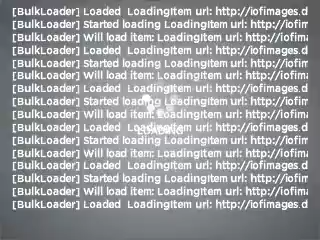 [BulkLoader] Loaded LoadingItem url: http://iofimages.d
[BulkLoader] Started loading LoadingItem url: http://iofim
[BulkLoader] Will load item: LoadingItem url: http://iofima
[BulkLoader] Loaded LoadingItem url: http://iofimages.d
[BulkLoader] Started loading LoadingItem url: http://iofim
[BulkLoader] Will load item: LoadingItem url: http://iofima
[BulkLoader] Loaded LoadingItem url: http://iofimages.d
[BulkLoader] Started loading LoadingItem url: http://iofim
[BulkLoader] Will load item: LoadingItem url: http://iofima
[BulkLoader] Loaded LoadingItem url: http://iofimages.d
LOADING
[BulkLoader] Started loading LoadingItem url: http://iofim
[BulkLoader] Will load item: LoadingItem url: http://iofima
[BulkLoader] Loaded LoadingItem url: http://iofimages.d
[BulkLoader] Started loading LoadingItem url: http://iofim
[BulkLoader] Will load item: LoadingItem url: http://iofima
[BulkLoader] Loaded LoadingItem url: http://iofimages.d